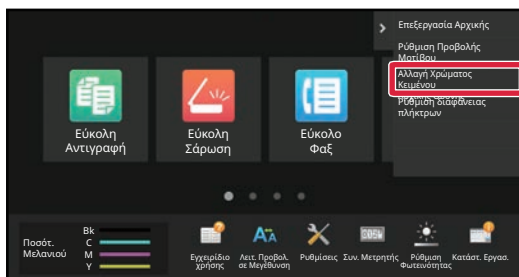 Επεξεργασία Αρχικής
Ρύθμιση Προβολής
Μοτίβου
Αλλαγή Χρώματος
Κειμένου
Ρύθμιση διαφάνειας
πλήκτρων
Εύκολη
Αντιγραφή
Εύκολη
Σάρωση
Εύκολο
Φαξ
Ποσότ.
Μελανιού
Bk
C
M
Y
Εγχειρίδιο
χρήσης
Λειτ. Προβολ.
σε Μεγέθυνση
Ρυθμίσεις
Συν. Μετρητής
Ρύθμιση
Φωτεινότητας
Κατάστ. Εργασ.